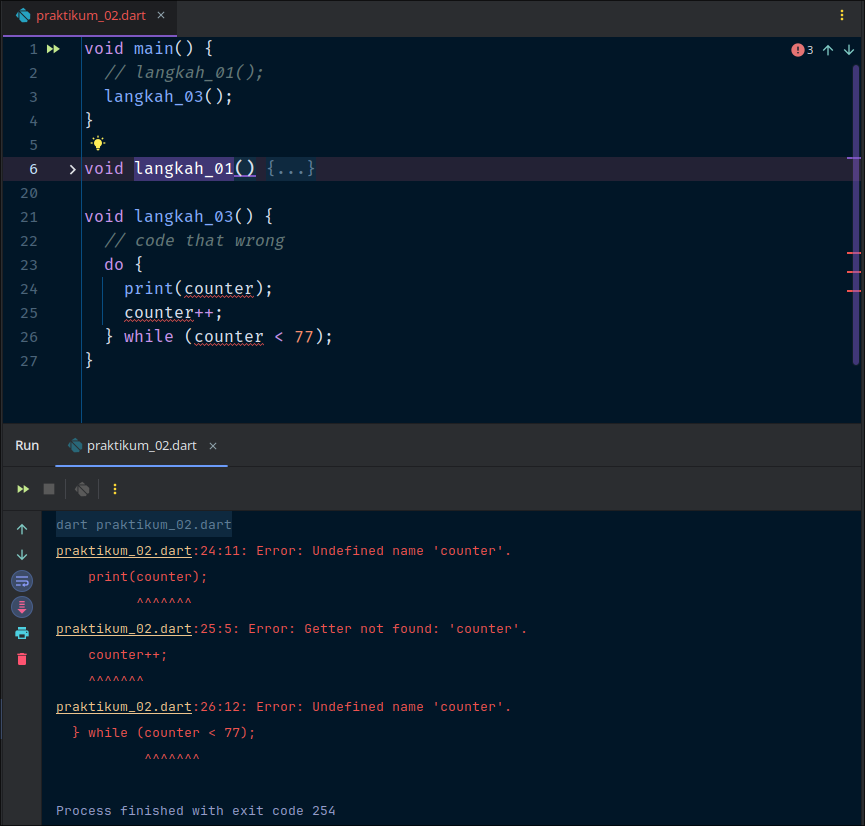 praktikum_02.dart ×
3
1 void main() {
2 // langkah_01();
3 langkah_03();
4 }
5
6 void langkah_01() {...}
20
21 void langkah_03() {
22 // code that wrong
23 do {
24 print(counter);
25 counter++;
26 } while (counter < 77);
27 }
Run praktikum_02.dart ×
dart praktikum_02.dart
praktikum_02.dart:24:11: Error: Undefined name 'counter'.
print(counter);
^^^^^^^
praktikum_02.dart:25:5: Error: Getter not found: 'counter'.
counter++;
^^^^^^^
praktikum_02.dart:26:12: Error: Undefined name 'counter'.
} while (counter < 77);
^^^^^^^
Process finished with exit code 254